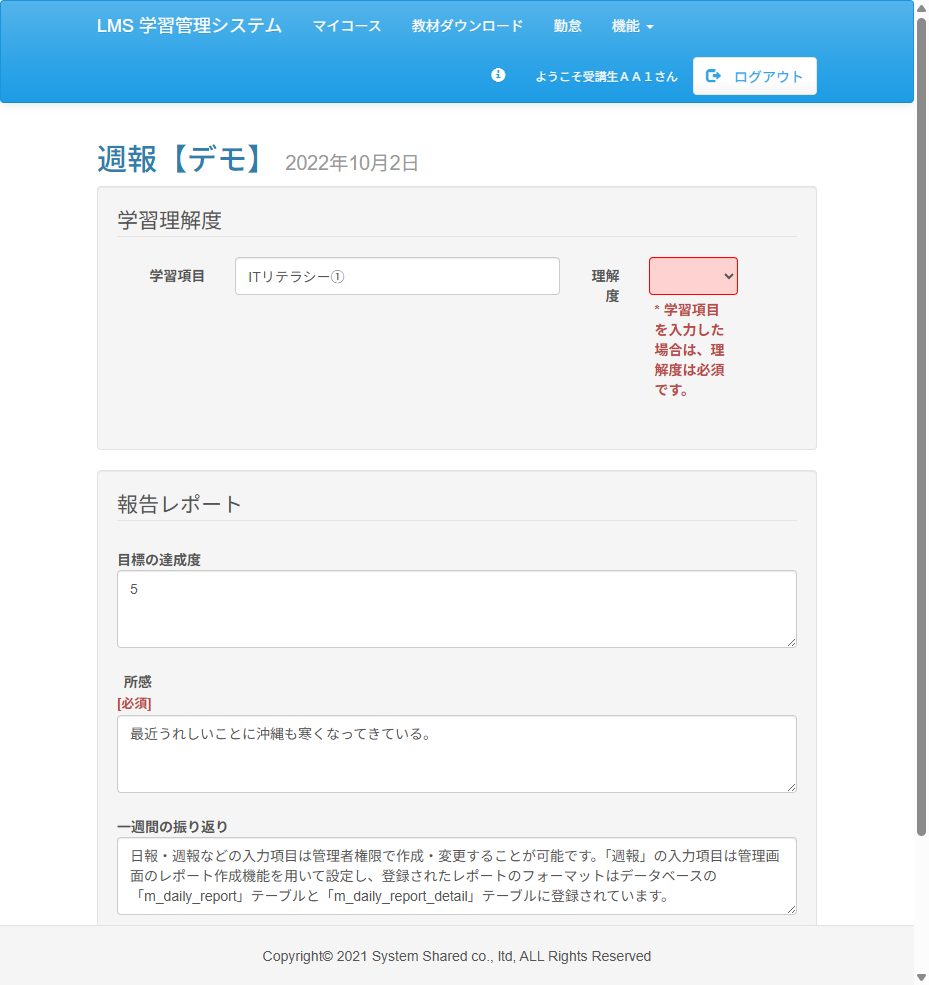 LMS 学習管理システム マイコース 教材ダウンロード 勤怠 機能
ようこそ受講生ＡＡ１さん ログアウト
週報【デモ】 2022年10月2日
学習理解度
学習項目 ITリテラシー① 理解
度
* 学習項目
を入力した
場合は、理
解度は必須
です。
報告レポート
目標の達成度
5
所感
[必須]
最近うれしいことに沖縄も寒くなってきている。
一週間の振り返り
日報・週報などの入力項目は管理者権限で作成・変更することが可能です。「週報」の入力項目は管理画
面のレポート作成機能を用いて設定し、登録されたレポートのフォーマットはデータベースの
「m_daily_report」テーブルと「m_daily_report_detail」テーブルに登録されています。
Copyright© 2021 System Shared co., ltd, ALL Rights Reserved